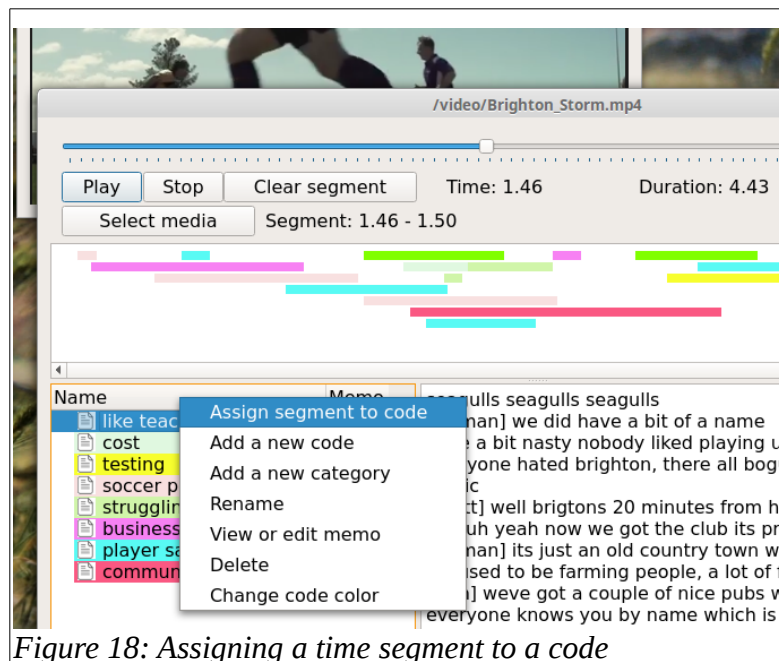 /video/Brighton_Storm.mp4
Play Stop Clear segment Time: 1.46 Duration: 4.43
Select media Segment: 1.46 - 1.50
Name Memo
like teac
cost
testing
soccer p
struggling
business
player sa
commun
Assign segment to code
Add a new code
Add a new category
Rename
View or edit memo
Delete
Change code color
seagulls seagulls seagulls
man] we did have a bit of a name
a bit nasty nobody liked playing u
yone hated brighton, there all bog
ic
tt] well brigtons 20 minutes from h
uh yeah now we got the club its pr
man] its just an old country town w
used to be farming people, a lot of f
] weve got a couple of nice pubs w
everyone knows you by name which is
Figure 18: Assigning a time segment to a code